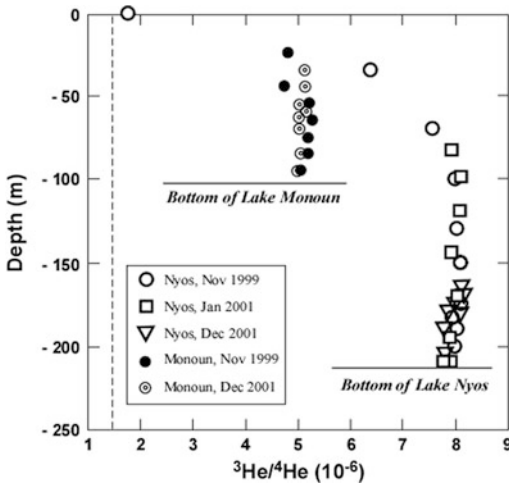 0
- 50
- 100
- 150
- 200
- 250
Depth (m)
Bottom of Lake Monoun
Nyos, Nov 1999
Nyos, Jan 2001
Nyos, Dec 2001
Monoun, Nov 1999
Monoun, Dec 2001
Bottom of Lake Nyos
1 2 4 5 6 7 8 9
³He/⁴He (10⁻⁶)